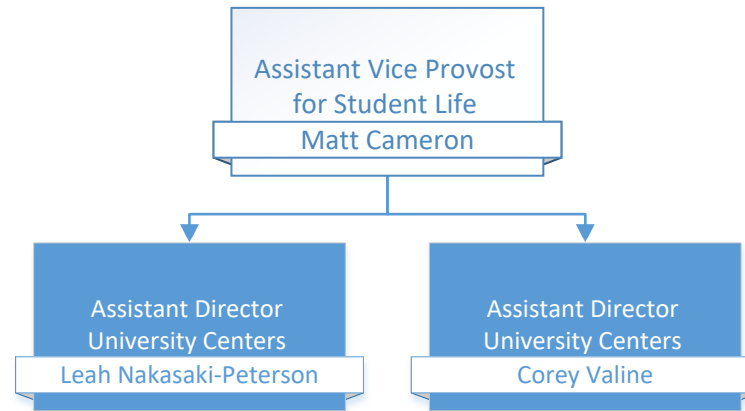 Assistant Vice Provost
for Student Life
Matt Cameron
Assistant Director
University Centers
Leah Nakasaki-Peterson
Assistant Director
University Centers
Corey Valine